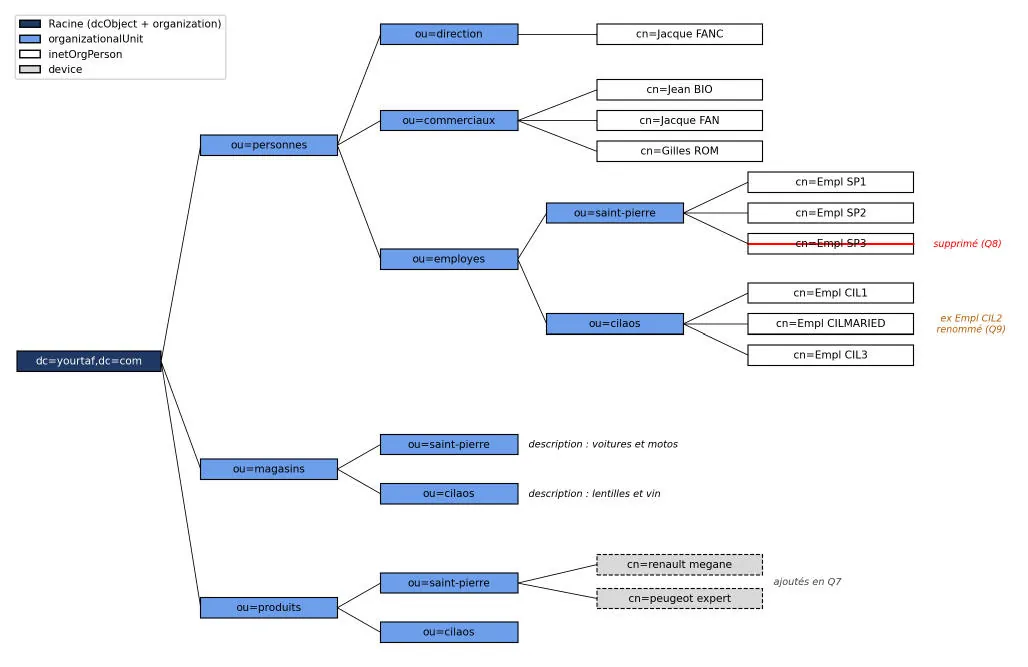 Racine (dcObject + organization)
organizationalUnit
inetOrgPerson
device
ou=direction
cn=Jacque FANC
cn=Jean BIO
ou=commerciaux
cn=Jacque FAN
ou=personnes
cn=Gilles ROM
cn=Empl SP1
ou=saint-pierre
cn=Empl SP2
cn=Empl SP3
supprimé (Q8)
ou=employes
cn=Empl CIL1
ou=cilaos
cn=Empl CILMARIED
ex Empl CIL2
renommé (Q9)
cn=Empl CIL3
dc=yourtaf,dc=com
ou=saint-pierre
description : voitures et motos
ou=magasins
ou=cilaos
description : lentilles et vin
cn=renault megane
ou=saint-pierre
ajoutés en Q7
cn=peugeot expert
ou=produits
ou=cilaos